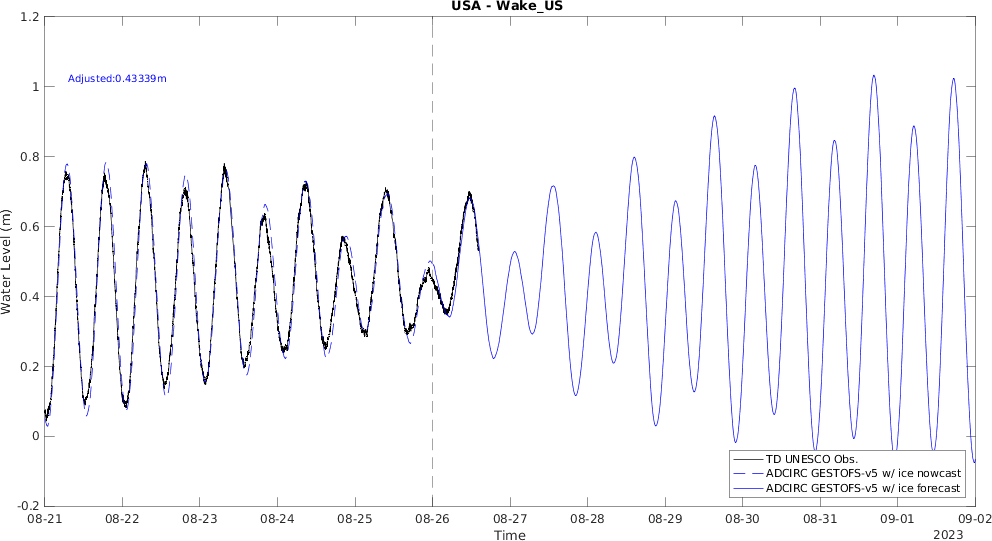 USA - Wake_US
Adjusted:0.43339m
1.2
1
0.8
0.6
0.4
0.2
0
-0.2
Water Level (m)
TD UNESCO Obs.
ADCIRC GESTOFS-v5 w/ ice nowcast
ADCIRC GESTOFS-v5 w/ ice forecast
08-21 08-22 08-23 08-24 08-25 08-26 08-27 08-28 08-29 08-30 08-31 09-01 09-02
Time
2023